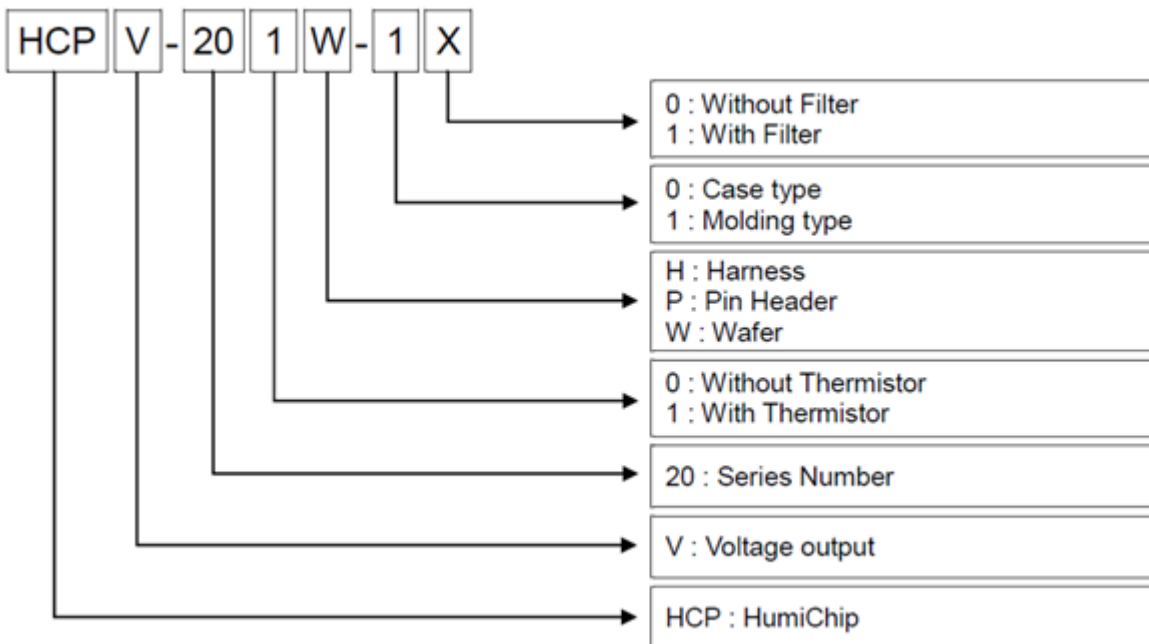 HCP V - 20 1 W - 1 X
0 : Without Filter
1 : With Filter
0 : Case type
1 : Molding type
H : Harness
P : Pin Header
W : Wafer
0 : Without Thermistor
1 : With Thermistor
20 : Series Number
V : Voltage output
HCP : HumiChip